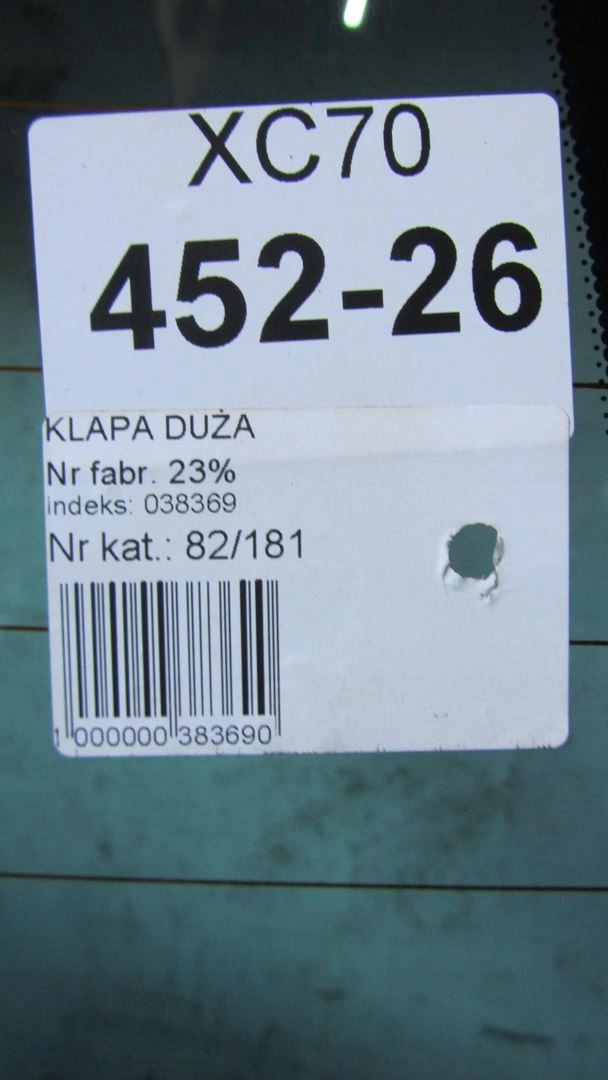 XC70
452-26
KLAPA DUŻA
Nr fabr. 23%
indeks: 038369
Nr kat.: 82/181
1 000000 383690